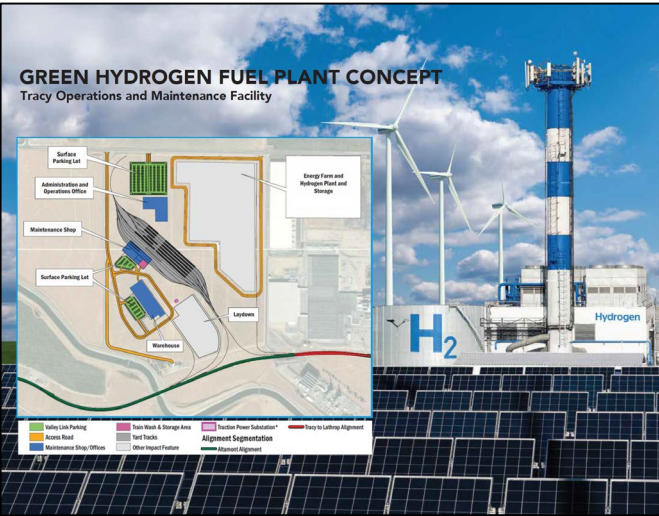 GREEN HYDROGEN FUEL PLANT CONCEPT
Tracy Operations and Maintenance Facility
Surface
Parking Lot
Administration and
Operations Office
Energy Farm and
Hydrogen Plant and
Storage
Maintenance Shop
Surface Parking Lot
Laydown
Warehouse
Hydrogen
H2
Valley Link Parking
Access Road
Maintenance Shop/Offices
Train Wash & Storage Area
Yard Tracks
Other Impact Feature
Traction Power Substation*
Alignment Segmentation
Altamont Alignment
Tracy to Lathrop Alignment